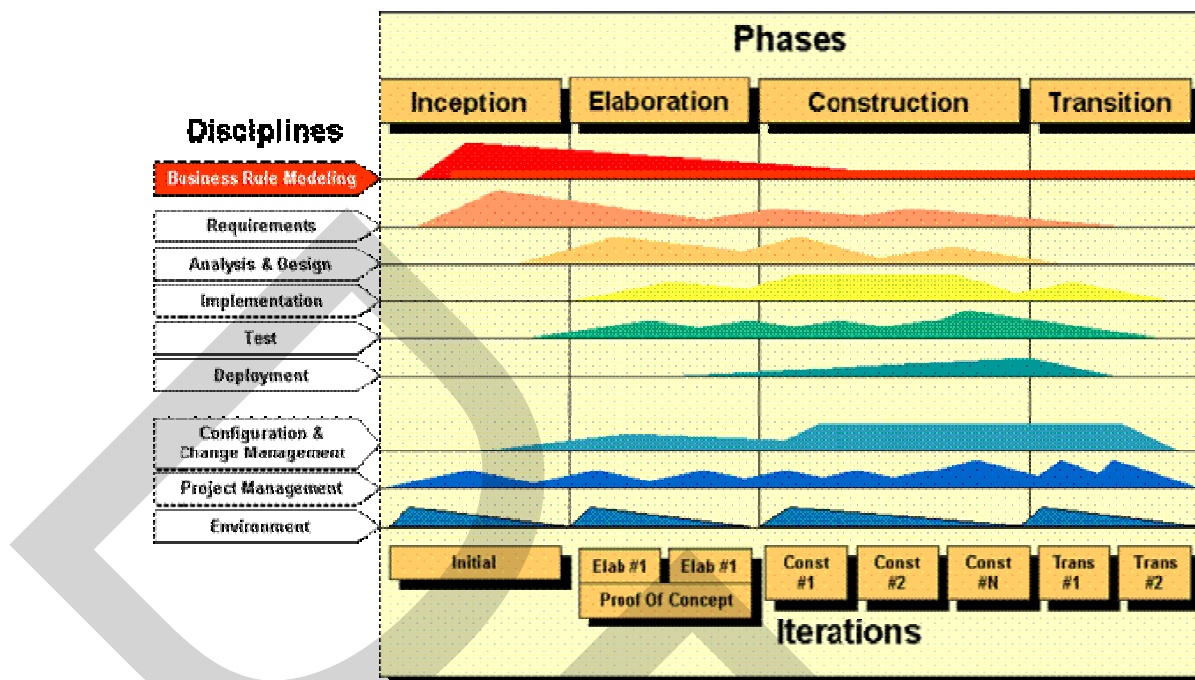 Phases
Inception
Elaboration
Construction
Transition
Disciplines
Business Rule Modeling
Requirements
Analysis & Design
Implementation
Test
Deployment
Configuration &
Change Management
Project Management
Environment
Initial
Elab #1
Elab #1
Proof Of Concept
Const
#1
Const
#2
Const
#N
Trans
#1
Trans
#2
Iterations